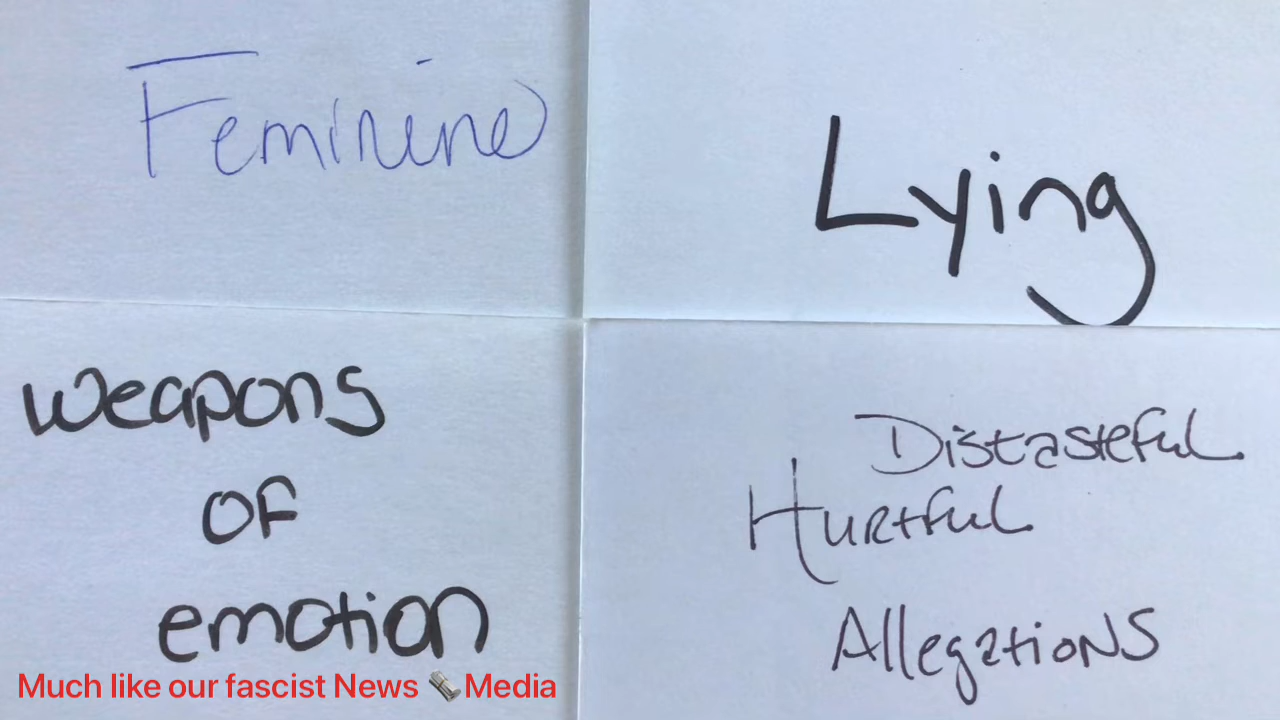 Feminine
Lying
Weapons
of
emotion
Distasteful
Hurtful
Allegations
Much like our fascist News 🗞️ Media